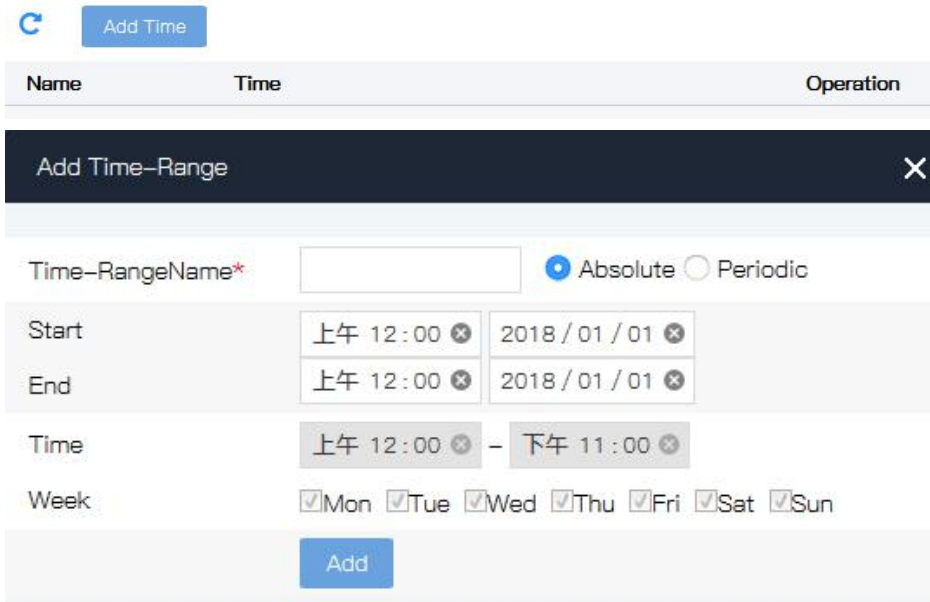 Add Time
Name Time Operation
Add Time-Range
Time-RangeName* Absolute Periodic
Start 上午 12:00 2018/01/01
End 上午 12:00 2018/01/01
Time 上午 12:00 - 下午 11:00
Week Mon Tue Wed Thu Fri Sat Sun
Add